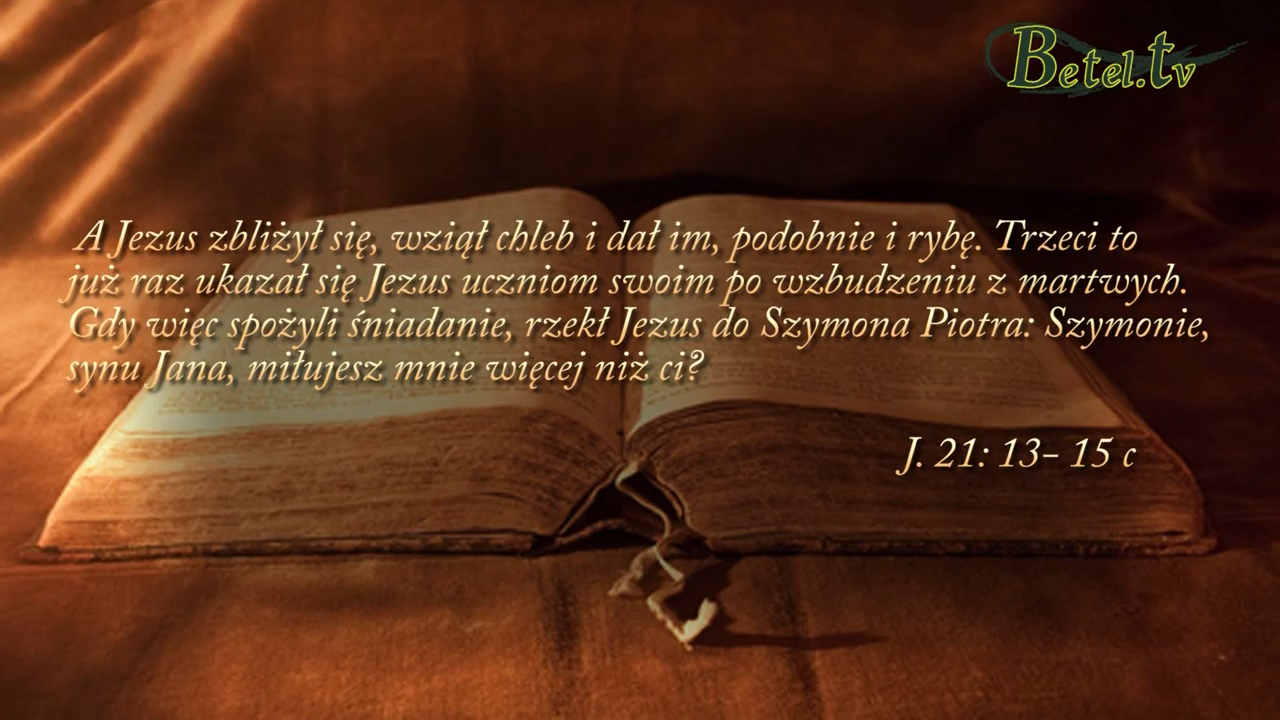 Betel.tv
A Jezus zbliżył się, wziął chleb i dał im, podobnie i rybę. Trzeci to
już raz ukazał się Jezus uczniom swoim po wzbudzeniu z martwych.
Gdy więc spożyli śniadanie, rzekł Jezus do Szymona Piotra: Szymonie,
synu Jana, miłujesz mnie więcej niż ci?
J. 21: 13- 15 c